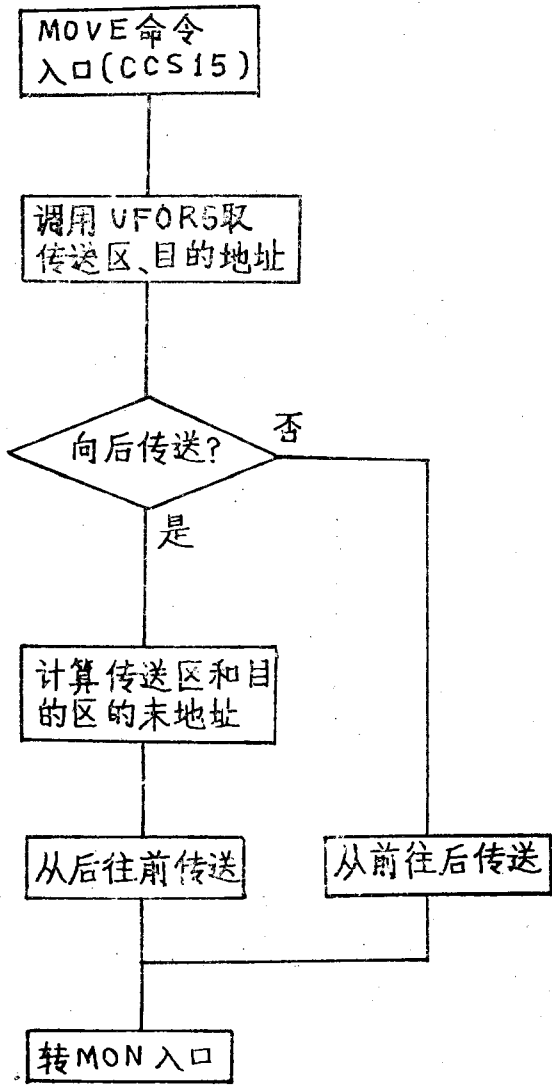 MOVE命令
入口(CCS15)
调用UFOR5取
传送区、目的地址
向后传送?
否
是
计算传送区和目
的区的末地址
从后往前传送
从前往后传送
转MON入口